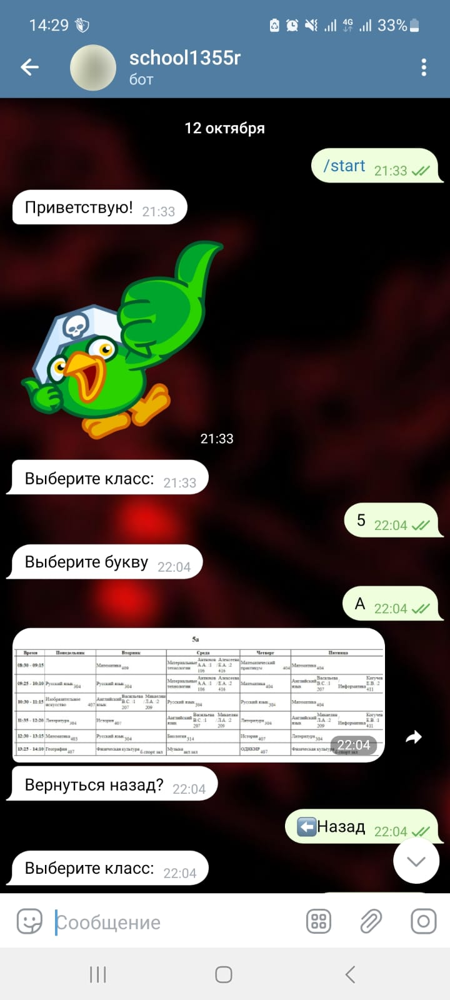 14:29
4G
33%
school1355r
бот
12 октября
/start 21:33
Приветствую! 21:33
21:33
Выберите класс: 21:33
5 22:04
Выберите букву 22:04
А 22:04
5а
Время Понедельник Вторник Среда Четверг Пятница
08:30 - 09:15 Математика 409 Материальные технологии Антюхов А.А. :1 106 /Алексеева Е.А. :2 416 Математический практикум 404 Математика 404
09:25 - 10:10 Русский язык 304 Русский язык 304 Материальные технологии Антюхов А.А. :1 106 /Алексеева Е.А. :2 416 Математика 404 Английский язык Васильева В.С. :1 207 Информатика Е.В. :2 411
10:30 - 11:15 Изобразительное искусство 407 Английский язык Васильева В.С. :1 207 /Л.А. :2 209 Русский язык 304 Русский язык 304 Математика 404
11:35 - 12:20 Литература 304 История 407 Английский язык Васильева В.С. :1 207 /Л.А. :2 209 Литература 304 Английский язык Л.А. :2 209 Информатика Е.В. :1 411
12:30 - 13:15 Математика 403 Русский язык 304 Биология 314 История 407 Литература 304
13:25 - 14:10 География 407 Физическая культура 6 спорт зал Музыка акт.зал ОДНКНР 407 Физическая культура 6 спорт зал
22:04
Вернуться назад? 22:04
Назад 22:04
Выберите класс: 22:04
Сообщение